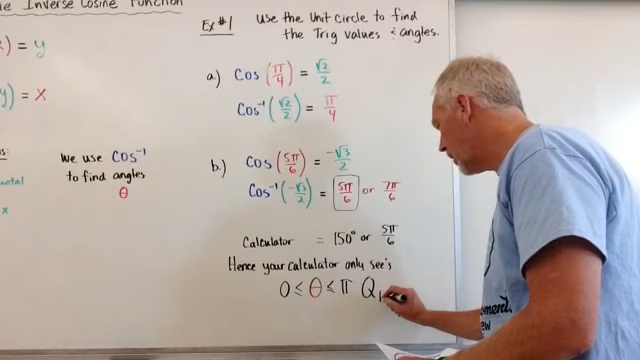 e Inverse Cosine Function
x) = y
y) = x
ntal
x
We use COS⁻¹
to find angles
θ
Ex #1 Use the Unit Circle to find
the Trig values & angles.
a.) Cos (π/4) = √2/2
Cos⁻¹ (√2/2) = π/4
b.) Cos (5π/6) = -√3/2
Cos⁻¹ (-√3/2) = 5π/6 or 7π/6
Calculator = 150° or 5π/6
Hence your calculator only see's
0 ≤ θ ≤ π Q₁